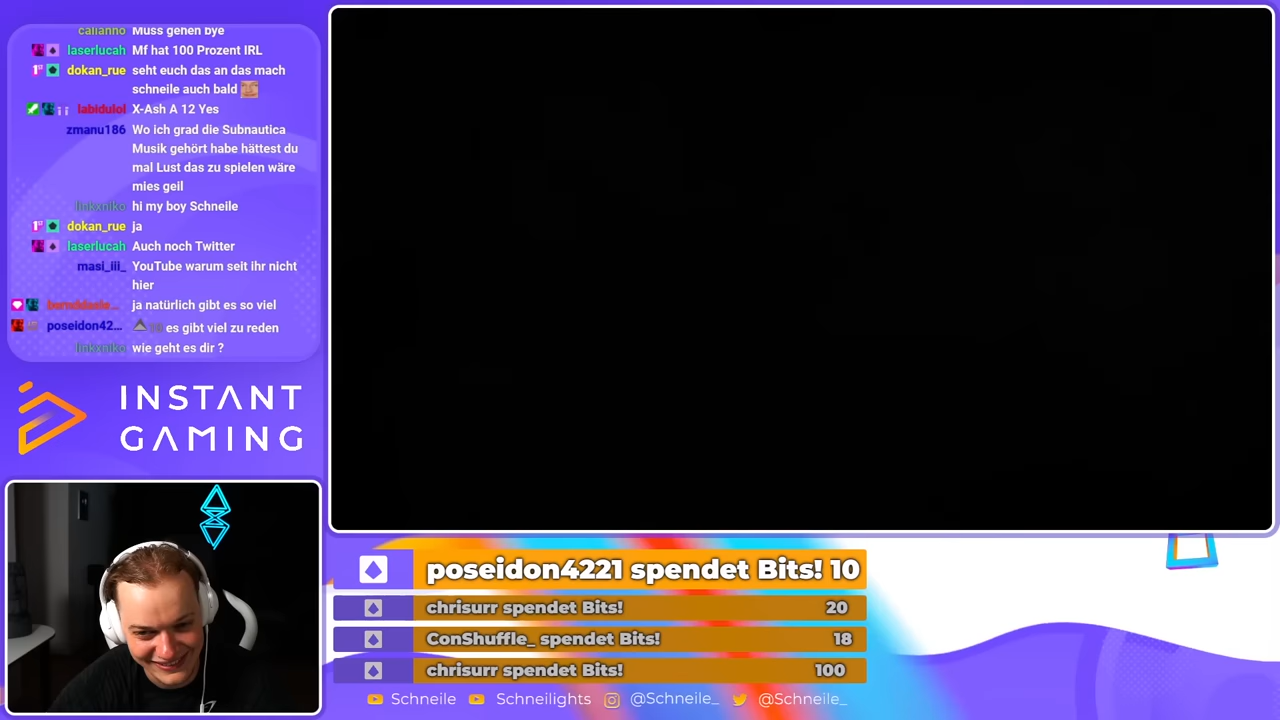 calianno Muss gehen bye
laserlucah Mf hat 100 Prozent IRL
dokan_rue seht euch das an das mach
schneile auch bald
labidulol X-Ash A 12 Yes
zmanu186 Wo ich grad die Subnautica
Musik gehört habe hättest du
mal Lust das zu spielen wäre
mies geil
linkxniko hi my boy Schneile
dokan_rue ja
laserlucah Auch noch Twitter
masi_iii_ YouTube warum seit ihr nicht
hier
ja natürlich gibt es so viel
poseidon42... es gibt viel zu reden
linkxniko wie geht es dir ?
INSTANT
GAMING
poseidon4221 spendet Bits! 10
chrisurr spendet Bits! 20
ConShuffle_ spendet Bits! 18
chrisurr spendet Bits! 100
Schneile Schneilights @Schneile_ @Schneile_